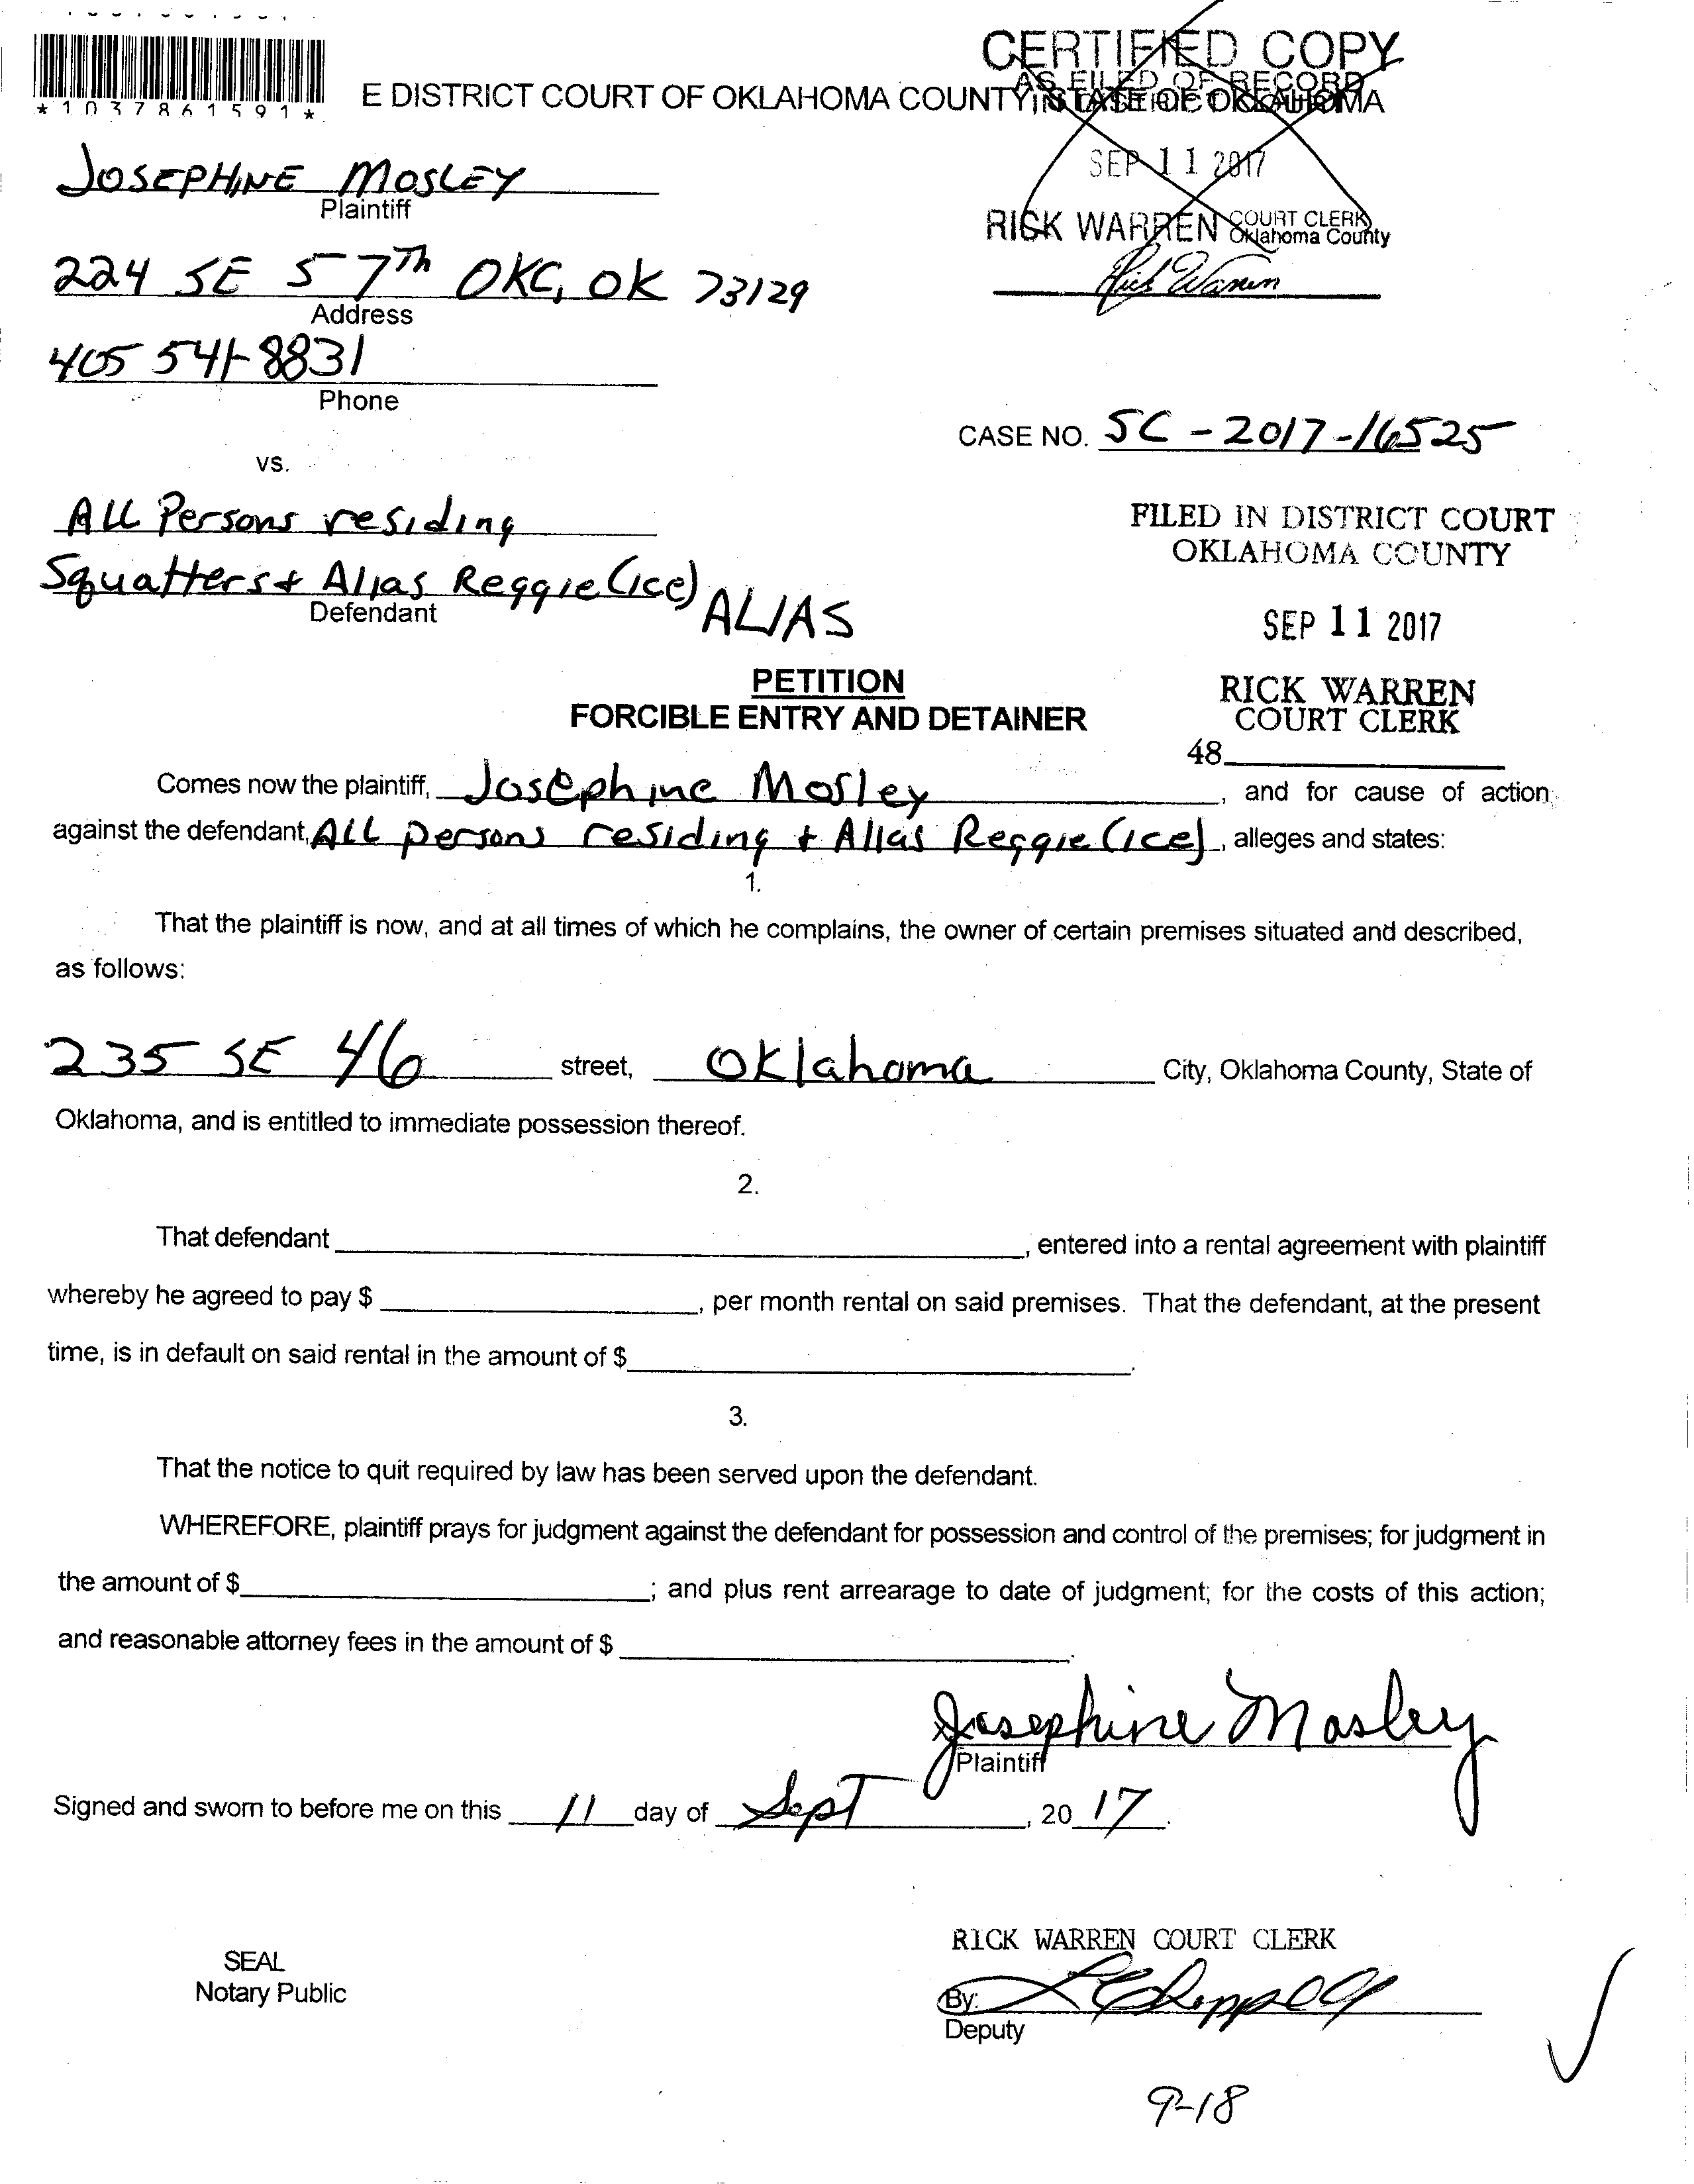 CERTIFIED COPY
AS FILED OF RECORD
*1037861591*
E DISTRICT COURT OF OKLAHOMA COUNTY, STATE OF OKLAHOMA
SEP 11 2017
JOSEPHINE MOSLEY
Plaintiff
RICK WARREN COURT CLERK
Oklahoma County
Rick Warren
224 SE 57Th OKC, OK 73129
Address
405 541-8831
Phone
CASE NO. SC-2017-16525
vs.
ALL Persons residing
Squatters + Alias Reggie (ice) ALIAS
Defendant
FILED IN DISTRICT COURT
OKLAHOMA COUNTY
SEP 11 2017
RICK WARREN
COURT CLERK
48
PETITION
FORCIBLE ENTRY AND DETAINER
Comes now the plaintiff, Josephine Mosley, and for cause of action
against the defendant, ALL persons residing + Alias Reggie (ice), alleges and states:
1.
That the plaintiff is now, and at all times of which he complains, the owner of certain premises situated and described,
as follows:
235 SE 46 street, Oklahoma City, Oklahoma County, State of
Oklahoma, and is entitled to immediate possession thereof.
2.
That defendant , entered into a rental agreement with plaintiff
whereby he agreed to pay $ , per month rental on said premises. That the defendant, at the present
time, is in default on said rental in the amount of $ .
3.
That the notice to quit required by law has been served upon the defendant.
WHEREFORE, plaintiff prays for judgment against the defendant for possession and control of the premises; for judgment in
the amount of $ ; and plus rent arrearage to date of judgment; for the costs of this action;
and reasonable attorney fees in the amount of $ .
x Josephine Mosley
Plaintiff
Signed and sworn to before me on this 11 day of Sept, 20 17.
SEAL
Notary Public
RICK WARREN COURT CLERK
By:
Deputy
9-18